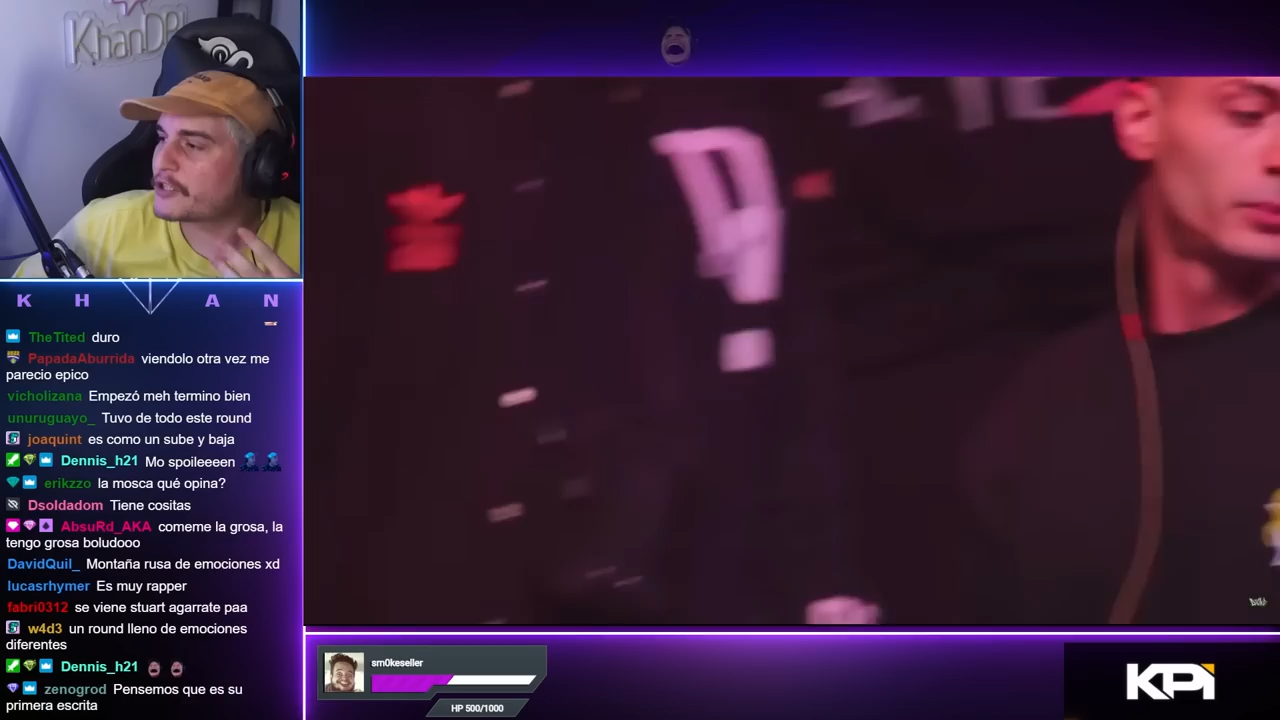 KhanDBL
K H A N
TheTited duro
PapadaAburrida viendolo otra vez me
parecio epico
vicholizana Empezó meh termino bien
unuruguayo_ Tuvo de todo este round
joaquint es como un sube y baja
Dennis_h21 Mo spoileeeen
erikzzo la mosca qué opina?
Dsoldadom Tiene cositas
AbsuRd_AKA comeme la grosa, la
tengo grosa boludooo
DavidQuil_ Montaña rusa de emociones xd
lucasrhymer Es muy rapper
fabri0312 se viene stuart agarrate paa
w4d3 un round lleno de emociones
diferentes
Dennis_h21
zenogrod Pensemos que es su
primera escrita
sm0keseller
HP 500/1000
KPI